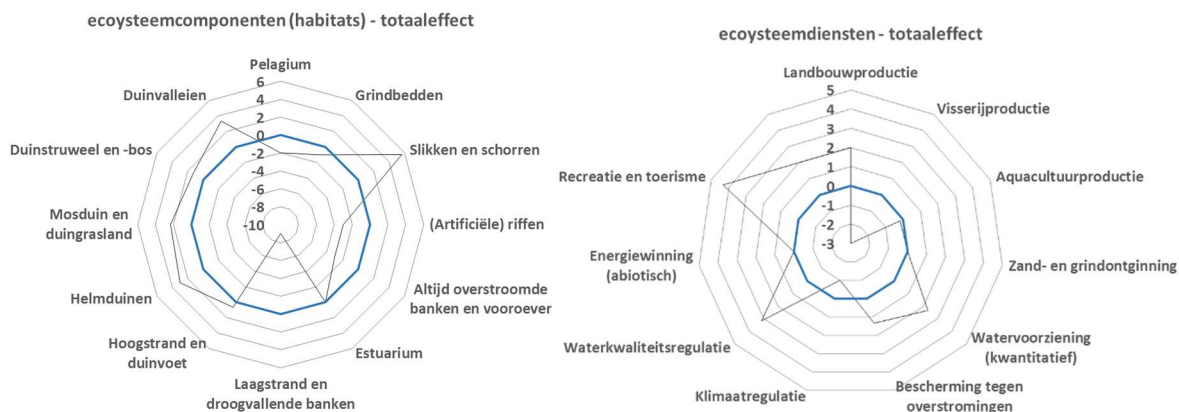 ecoysteemcomponenten (habitats) - totaaleffect
Pelagium
Grindbedden
Slikken en schorren
(Artificiële) riffen
Altijd overstroomde
banken en vooroever
Estuarium
Laagstrand en
droogvallende banken
Hoogstrand en
duinvoet
Helmduinen
Mosduin en
duingrasland
Duinstruweel en -bos
Duinvalleien
6
4
2
0
-2
-4
-6
-8
-10
ecoysteemdiensten - totaaleffect
Landbouwproductie
Visserijproductie
Aquacultuurproductie
Zand- en grindontginning
Watervoorziening
(kwantitatief)
Bescherming tegen
overstromingen
Klimaatregulatie
Waterkwaliteitsregulatie
Energiewinning
(abiotisch)
Recreatie en toerisme
5
4
3
2
1
0
-1
-2
-3